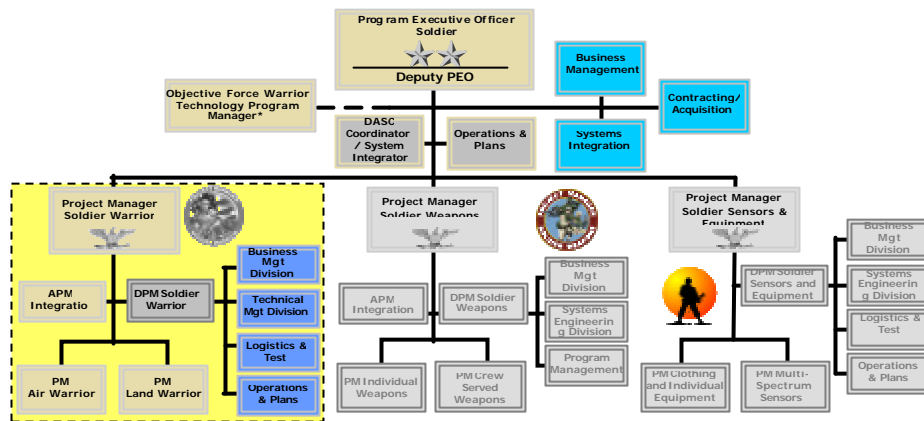 Program Executive Officer
Soldier
Deputy PEO
Business
Management
Objective Force Warrior
Technology Program
Manager*
Contracting/
Acquisition
DASC
Coordinator
/ System
Integrator
Operations &
Plans
Systems
Integration
Project Manager
Soldier Warrior
Project Manager
Soldier Weapons
Project Manager
Soldier Sensors &
Equipment
Business
Mgt
Division
APM
Integratio
DPM Soldier
Warrior
Technical
Mgt Division
Logistics &
Test
Operations
& Plans
PM
Air Warrior
PM
Land Warrior
APM
Integration
DPM Soldier
Weapons
Business
Mgt
Division
Systems
Engineerin
g Division
Program
Management
PM Individual
Weapons
PM Crew
Served
Weapons
DPM Soldier
Sensors and
Equipment
Business
Mgt
Division
Systems
Engineerin
g Division
Logistics
& Test
Operations
& Plans
PM Clothing
and Individual
Equipment
PM Multi-
Spectrum
Sensors